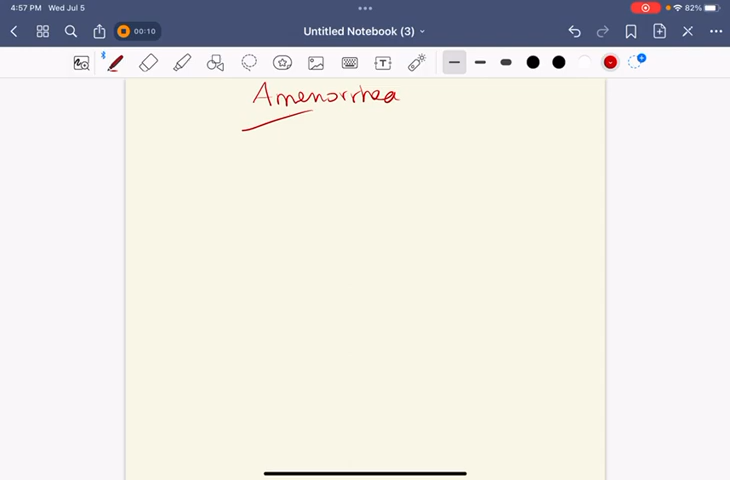 4:57 PM Wed Jul 5
82%
00:10
Untitled Notebook (3)
T
Amenorrhea